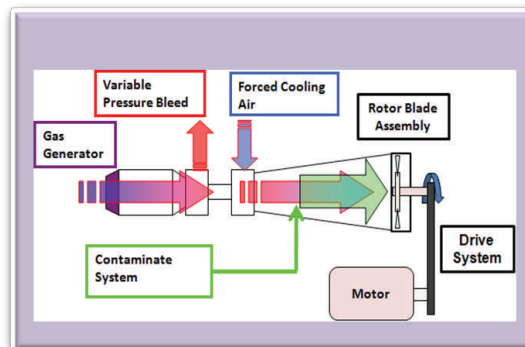 Variable
Pressure Bleed
Forced Cooling
Air
Rotor Blade
Assembly
Gas
Generator
Contaminate
System
Drive
System
Motor